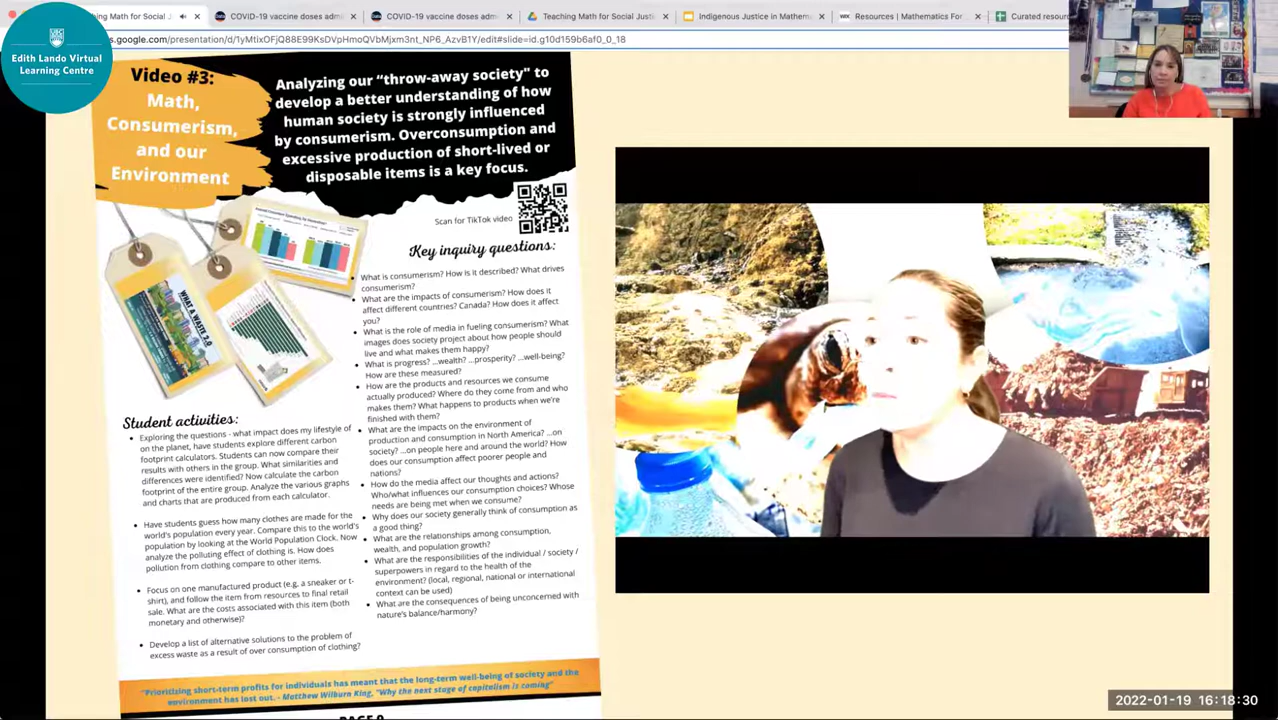 Teaching Math for Social J
COVID-19 vaccine doses adm
COVID-19 vaccine doses adm
Teaching Math for Social Justic
Indigenous Justice in Mathem
Resources | Mathematics For
Curated resour
s.google.com/presentation/d/1yMtixOFjQ88E99KsDVpHmoQVbMjxm3nt_NP6_AzvB1Y/edit#slide=id.g10d159b6af0_0_18
UBC
Edith Lando Virtual
Learning Centre
Video #3:
Math,
Consumerism,
and our
Environment
Analyzing our “throw-away society" to
develop a better understanding of how
human society is strongly influenced
by consumerism. Overconsumption and
excessive production of short-lived or
disposable items is a key focus.
Scan for TikTok video
WHAT A WASTE 2.0
Key inquiry questions:
• What is consumerism? How is it described? What drives
consumerism?
• What are the impacts of consumerism? How does it
affect different countries? Canada? How does it affect
you?
• What is the role of media in fueling consumerism? What
images does society project about how people should
live and what makes them happy?
• What is progress? ...wealth? ...prosperity? ...well-being?
How are these measured?
• How are the products and resources we consume
actually produced? Where do they come from and who
makes them? What happens to products when we're
finished with them?
• What are the impacts on the environment of
production and consumption in North America? ...on
society? ...on people here and around the world? How
does our consumption affect poorer people and
nations?
• How do the media affect our thoughts and actions?
Who/what influences our consumption choices? Whose
needs are being met when we consume?
• Why does our society generally think of consumption as
a good thing?
• What are the relationships among consumption,
wealth, and population growth?
• What are the responsibilities of the individual / society /
superpowers in regard to the health of the
environment? (local, regional, national or international
context can be used)
• What are the consequences of being unconcerned with
nature's balance/harmony?
Student activities:
• Exploring the questions - what impact does my lifestyle of
on the planet, have students explore different carbon
footprint calculators. Students can now compare their
results with others in the group. What similarities and
differences were identified? Now calculate the carbon
footprint of the entire group. Analyze the various graphs
and charts that are produced from each calculator.
• Have students guess how many clothes are made for the
world's population every year. Compare this to the world's
population by looking at the World Population Clock. Now
analyze the polluting effect of clothing is. How does
pollution from clothing compare to other items.
• Focus on one manufactured product (e.g, a sneaker or t-
shirt), and follow the item from resources to final retail
sale. What are the costs associated with this item (both
monetary and otherwise)?
• Develop a list of alternative solutions to the problem of
excess waste as a result of over consumption of clothing?
"Prioritizing short-term profits for individuals has meant that the long-term well-being of society and the
environment has lost out. - Matthew Wilburn King, "Why the next stage of capitalism is coming"
PAGE 9
2022-01-19 16:18:30